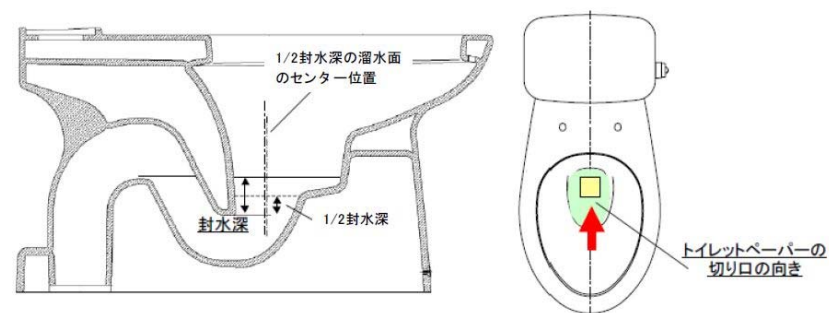 1/2封水深の溜水面
のセンター位置
封水深
1/2封水深
トイレットペーパーの
切り口の向き